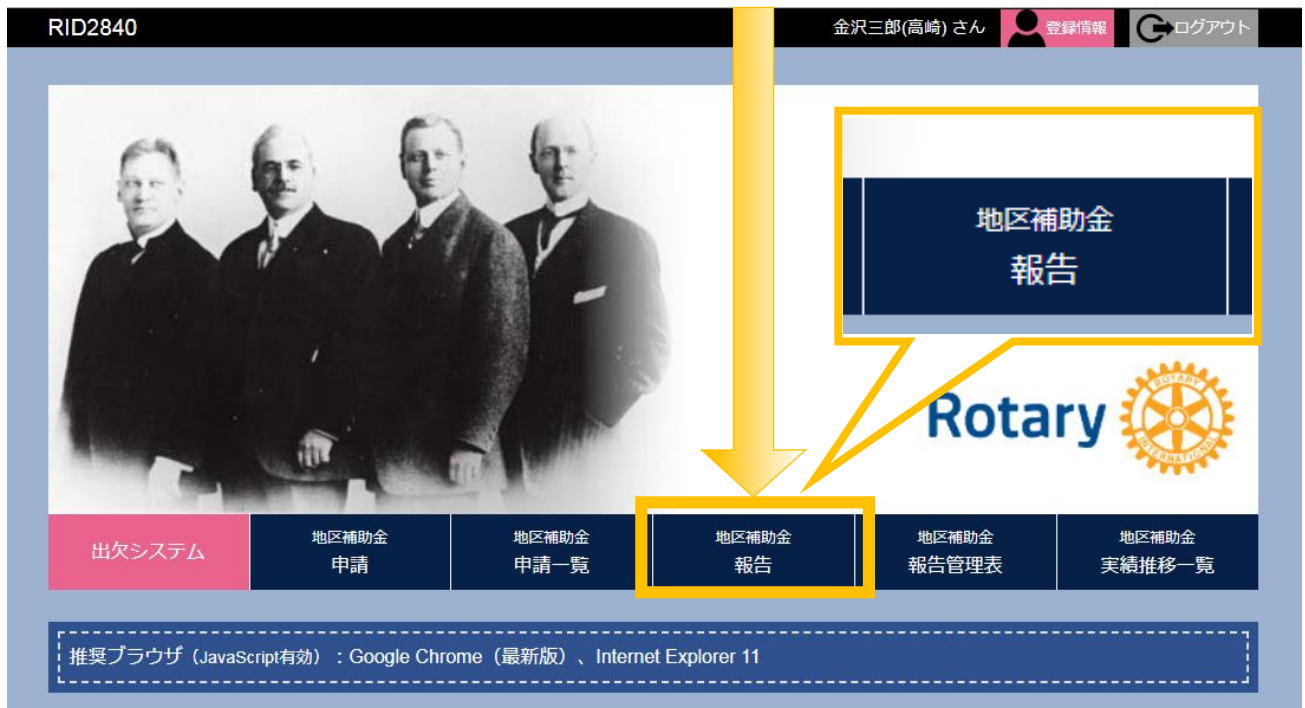 RID2840
金沢三郎(高崎) さん
登録情報
ログアウト
地区補助金
報告
Rotary
ROTARY
INTERNATIONAL
出欠システム
地区補助金
申請
地区補助金
申請一覧
地区補助金
報告
地区補助金
報告管理表
地区補助金
実績推移一覧
推奨ブラウザ（JavaScript有効）：Google Chrome（最新版）、Internet Explorer 11